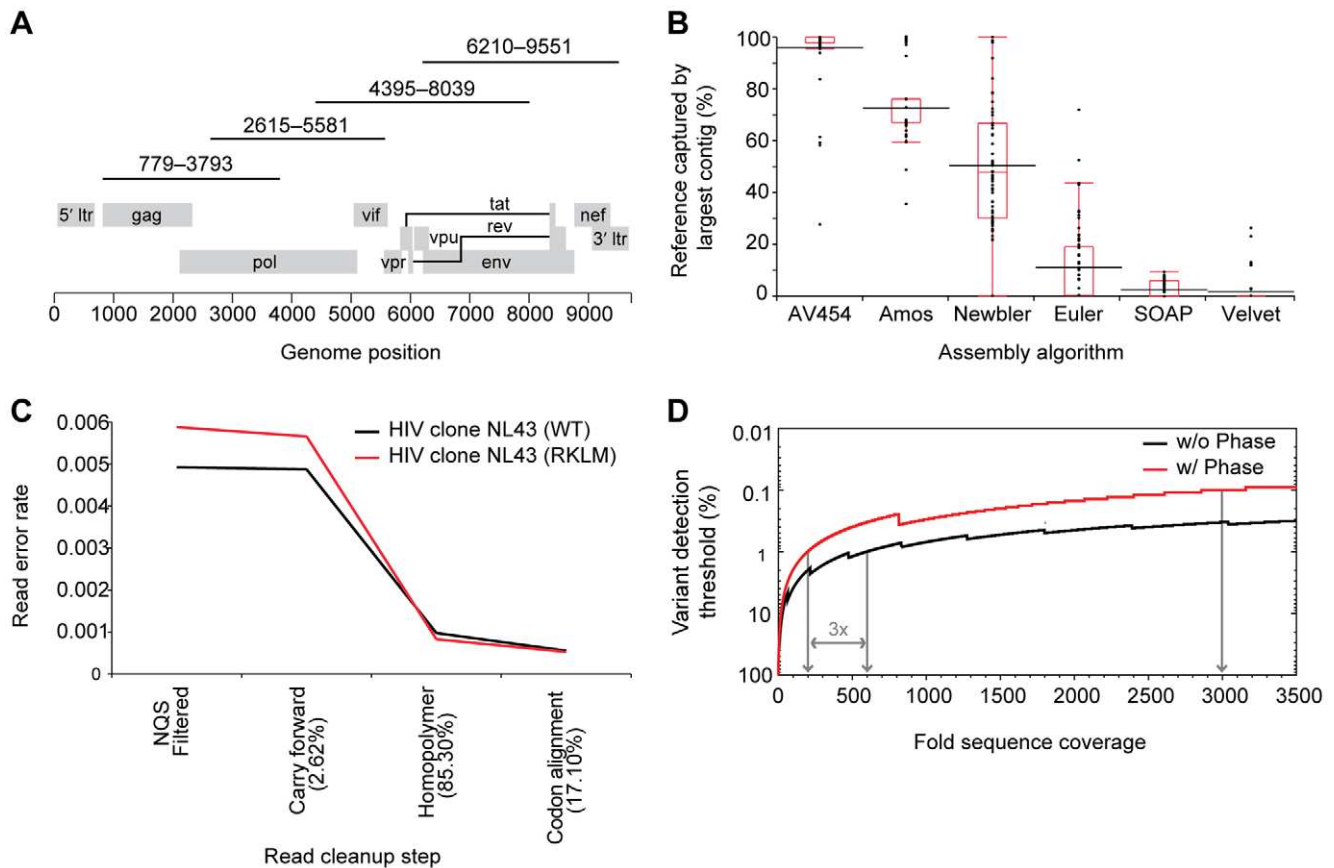 A
6210–9551
4395–8039
2615–5581
779–3793
5′ ltr
gag
vif
tat
nef
vpu
rev
3′ ltr
pol
vpr
env
0
1000
2000
3000
4000
5000
6000
7000
8000
9000
Genome position
B
Reference captured by
largest contig (%)
100
80
60
40
20
0
AV454
Amos
Newbler
Euler
SOAP
Velvet
Assembly algorithm
C
Read error rate
0.006
0.005
0.004
0.003
0.002
0.001
0
HIV clone NL43 (WT)
HIV clone NL43 (RKLM)
NQS
Filtered
Carry forward
(2.62%)
Homopolymer
(85.30%)
Codon alignment
(17.10%)
Read cleanup step
D
Variant detection
threshold (%)
0.01
0.1
1
10
100
w/o Phase
w/ Phase
3x
0
500
1000
1500
2000
2500
3000
3500
Fold sequence coverage